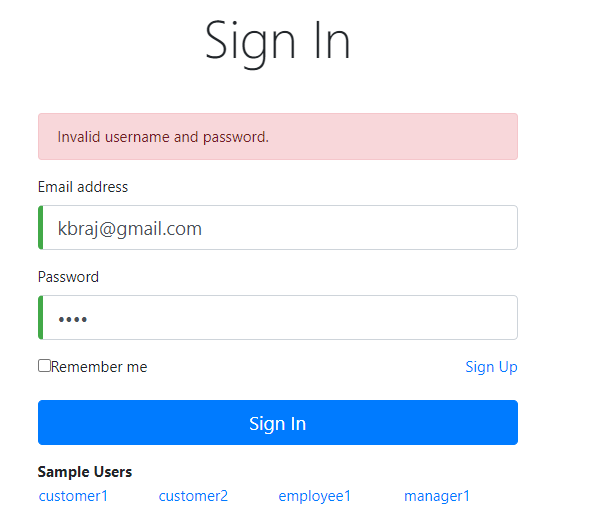 Sign In
Invalid username and password.
Email address
kbraj@gmail.com
Password
••••
Remember me Sign Up
Sign In
Sample Users
customer1 customer2 employee1 manager1